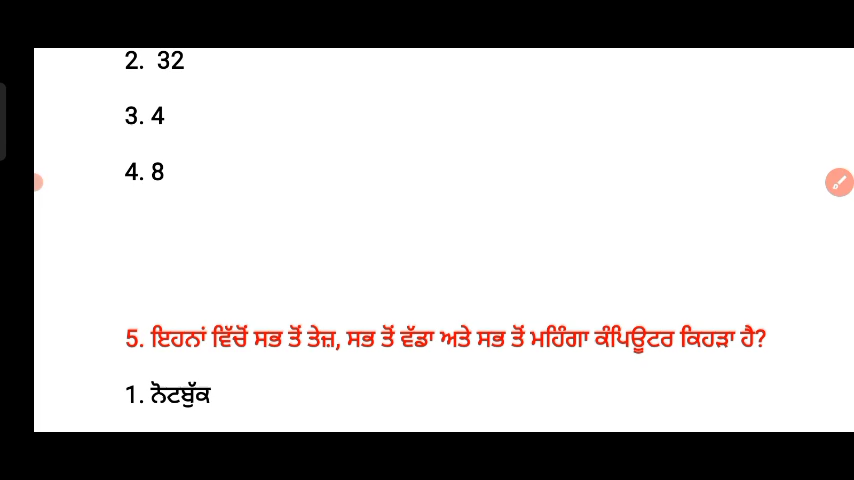 2. 32
3. 4
4. 8
5. ਇਹਨਾਂ ਵਿੱਚੋਂ ਸਭ ਤੋਂ ਤੇਜ਼, ਸਭ ਤੋਂ ਵੱਡਾ ਅਤੇ ਸਭ ਤੋਂ ਮਹਿੰਗਾ ਕੰਪਿਊਟਰ ਕਿਹੜਾ ਹੈ?
1. ਨੋਟਬੁੱਕ